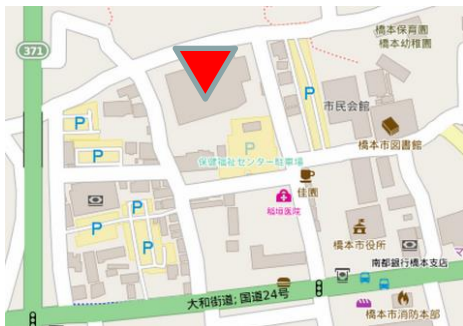 橋本保育園
橋本幼稚園
371
P
市民会館
P
P
P
橋本市図書館
保健福祉センター駐車場
佳園
稲垣医院
P
P
橋本市役所
南都銀行橋本支店
マ
大和街道; 国道24号
橋本市消防本部